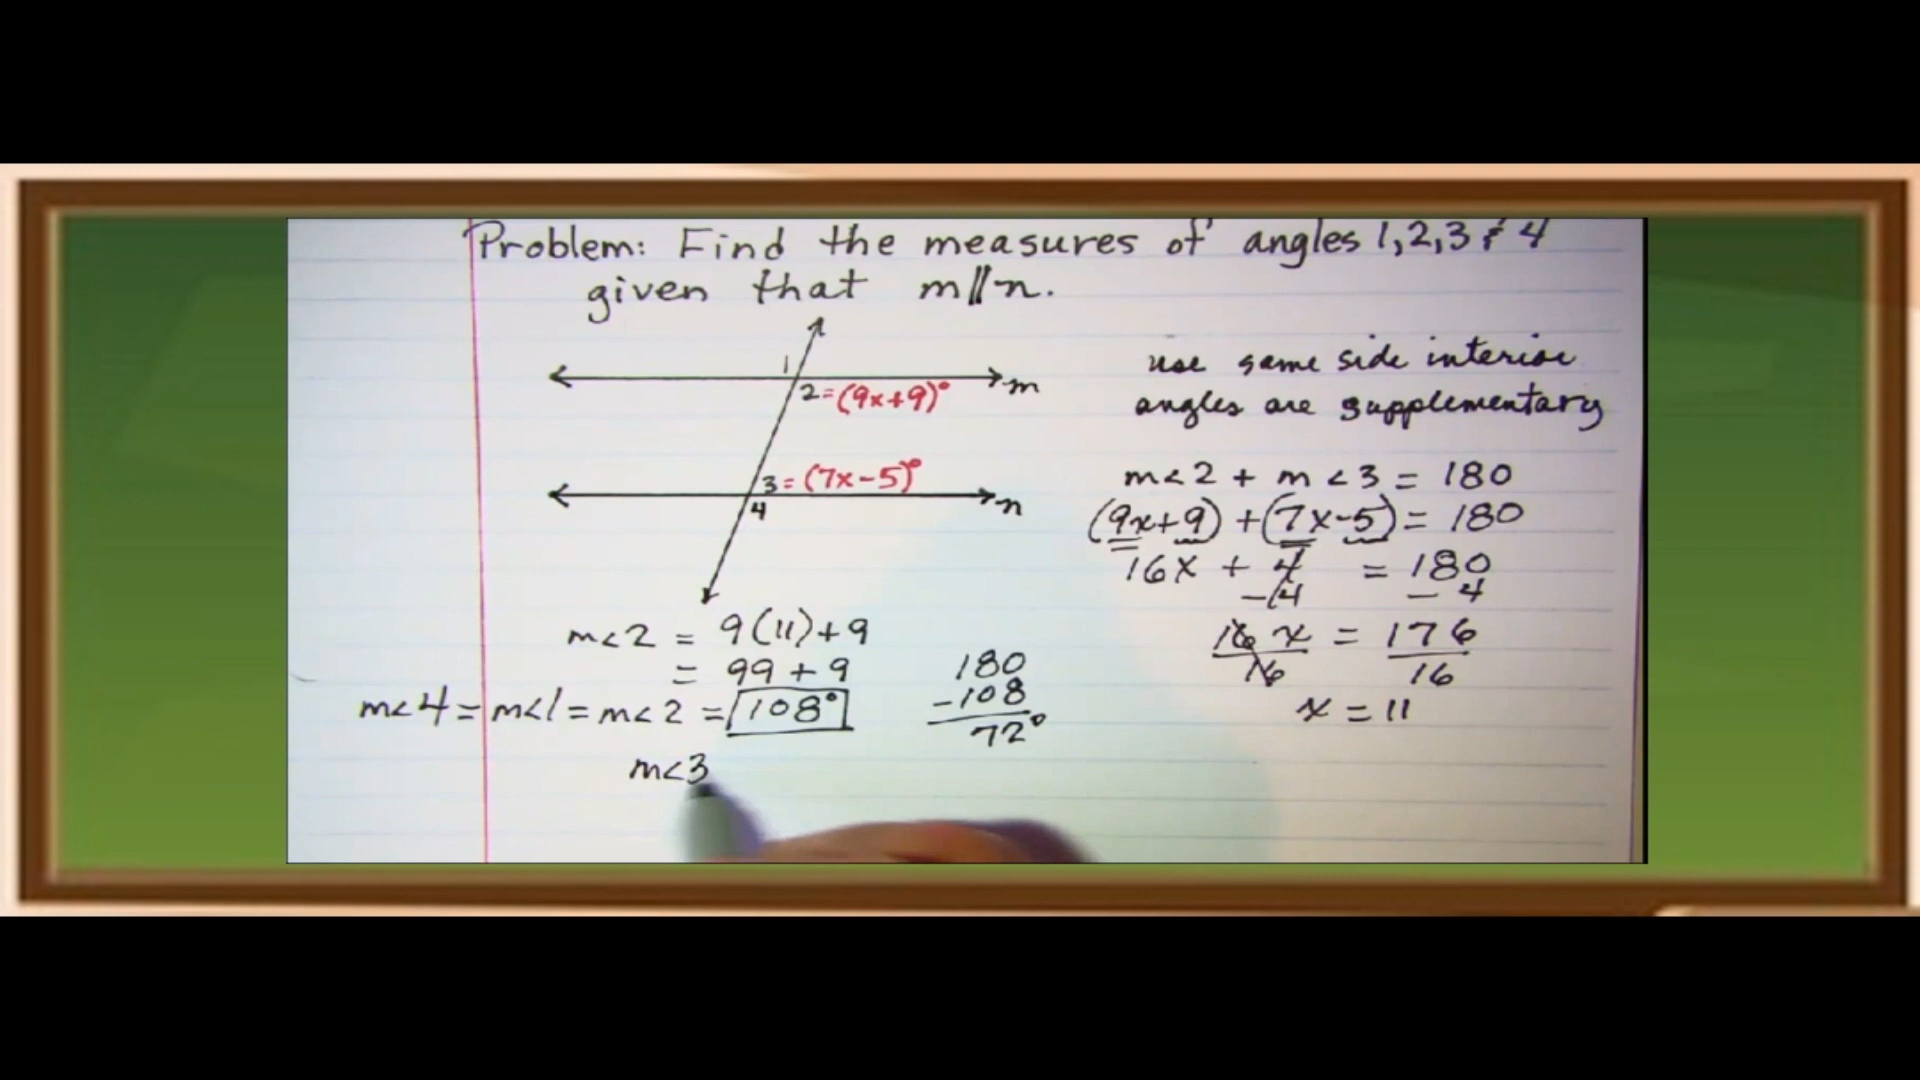 Problem: Find the measures of angles 1,2,3 & 4
given that m//n.
1
2=(9x+9)°
m
3=(7x-5)°
4
n
use same side interior
angles are supplementary
m<2 + m<3 = 180
(9x+9)+(7x-5)=180
16x + 4 = 180
-4 - 4
16x = 176
16 16
x = 11
m<2 = 9(11)+9
= 99+9
m<4=m<1=m<2 =108°
180
-108
72°
m<3